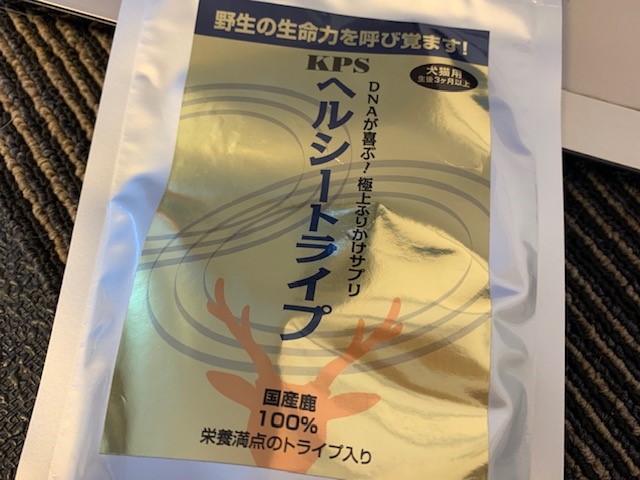 野生の生命力を呼び覚ます!
KPS
犬猫用
生後3ヶ月以上
DNAが喜ぶ!極上ふりかけサプリ
ヘルシートライプ
国産鹿
100%
栄養満点のトライプ入り